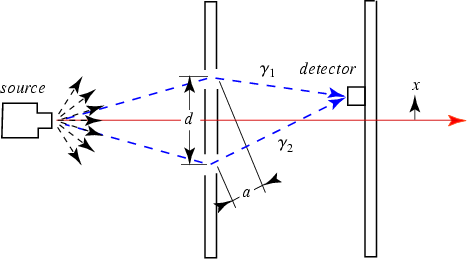 source
γ1
detector
x
d
γ2
a